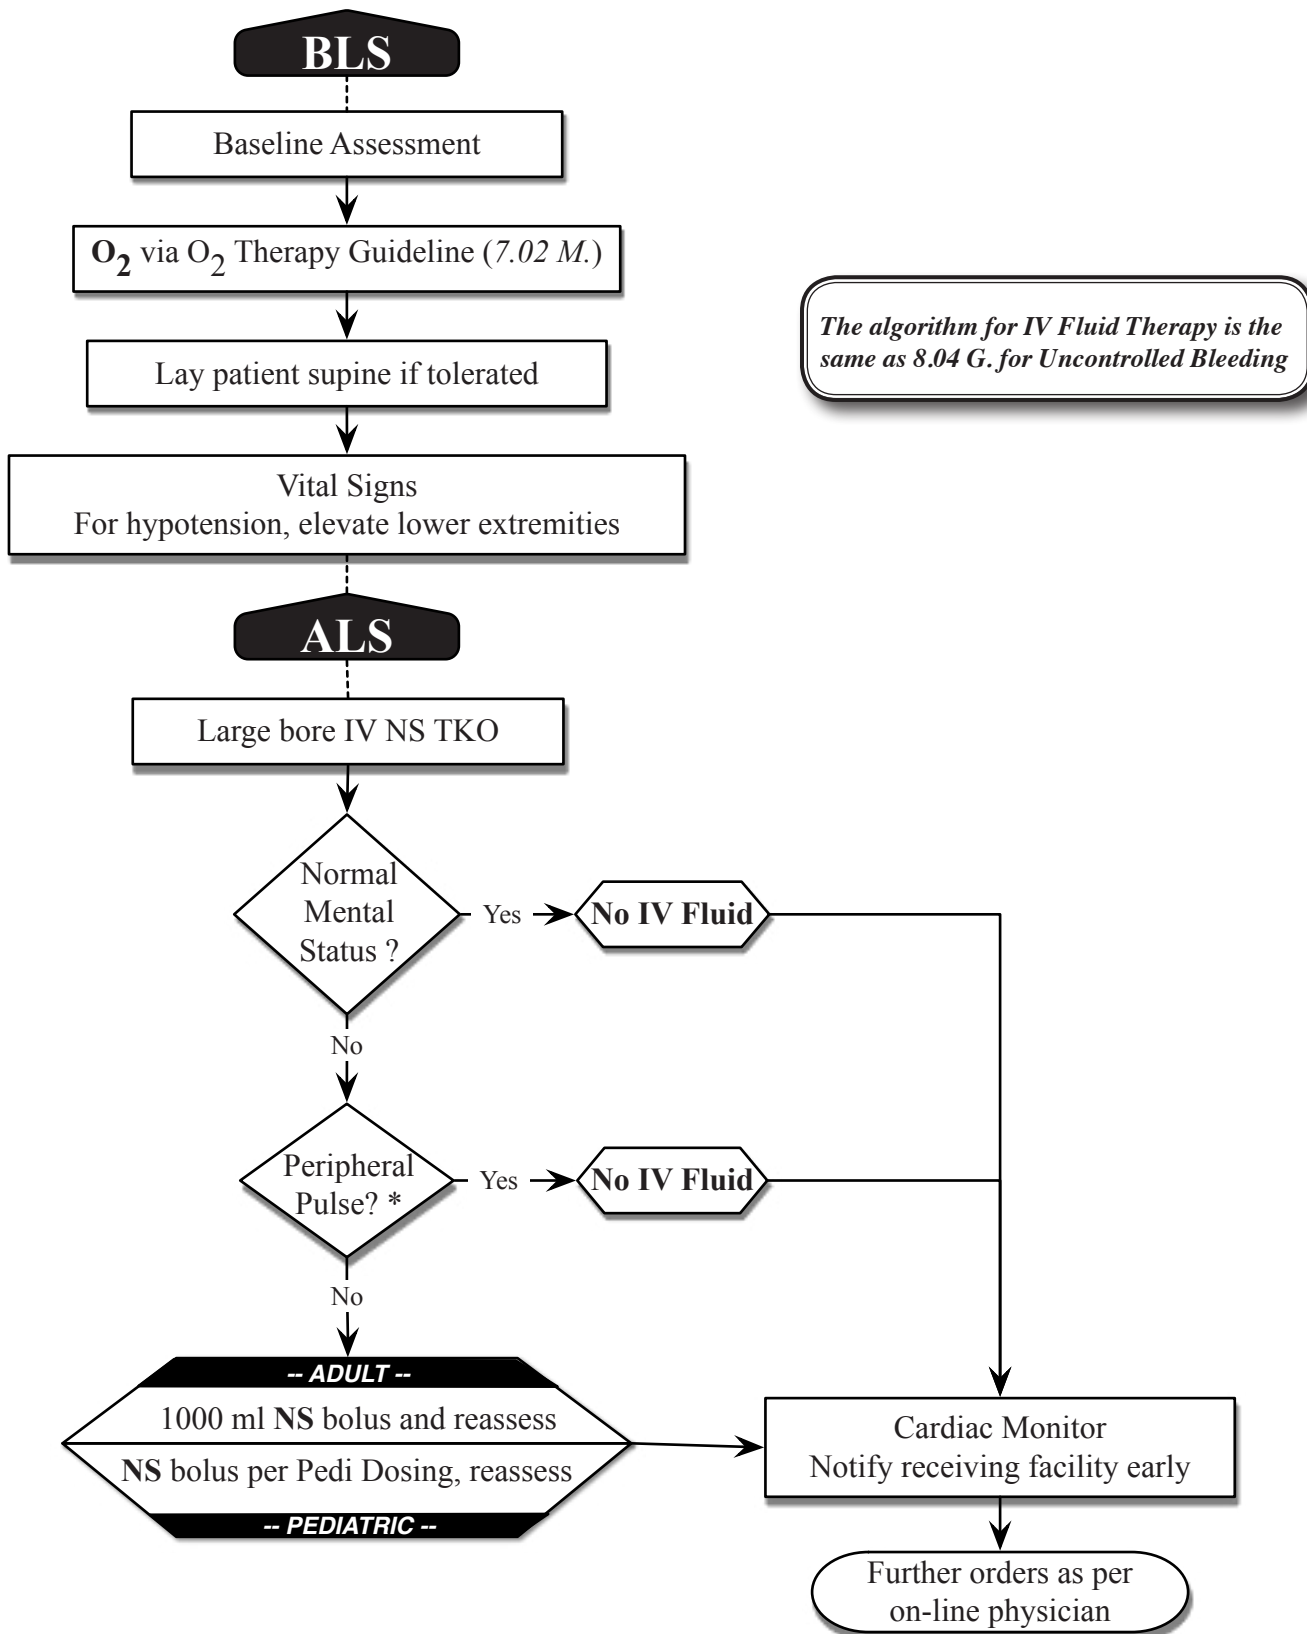 BLS
Baseline Assessment
O2 via O2 Therapy Guideline (7.02 M.)
The algorithm for IV Fluid Therapy is the
same as 8.04 G. for Uncontrolled Bleeding
Lay patient supine if tolerated
Vital Signs
For hypotension, elevate lower extremities
ALS
Large bore IV NS TKO
Normal
Mental
Status ?
Yes
No IV Fluid
No
Peripheral
Pulse? *
Yes
No IV Fluid
No
-- ADULT --
1000 ml NS bolus and reassess
NS bolus per Pedi Dosing, reassess
-- PEDIATRIC --
Cardiac Monitor
Notify receiving facility early
Further orders as per
on-line physician